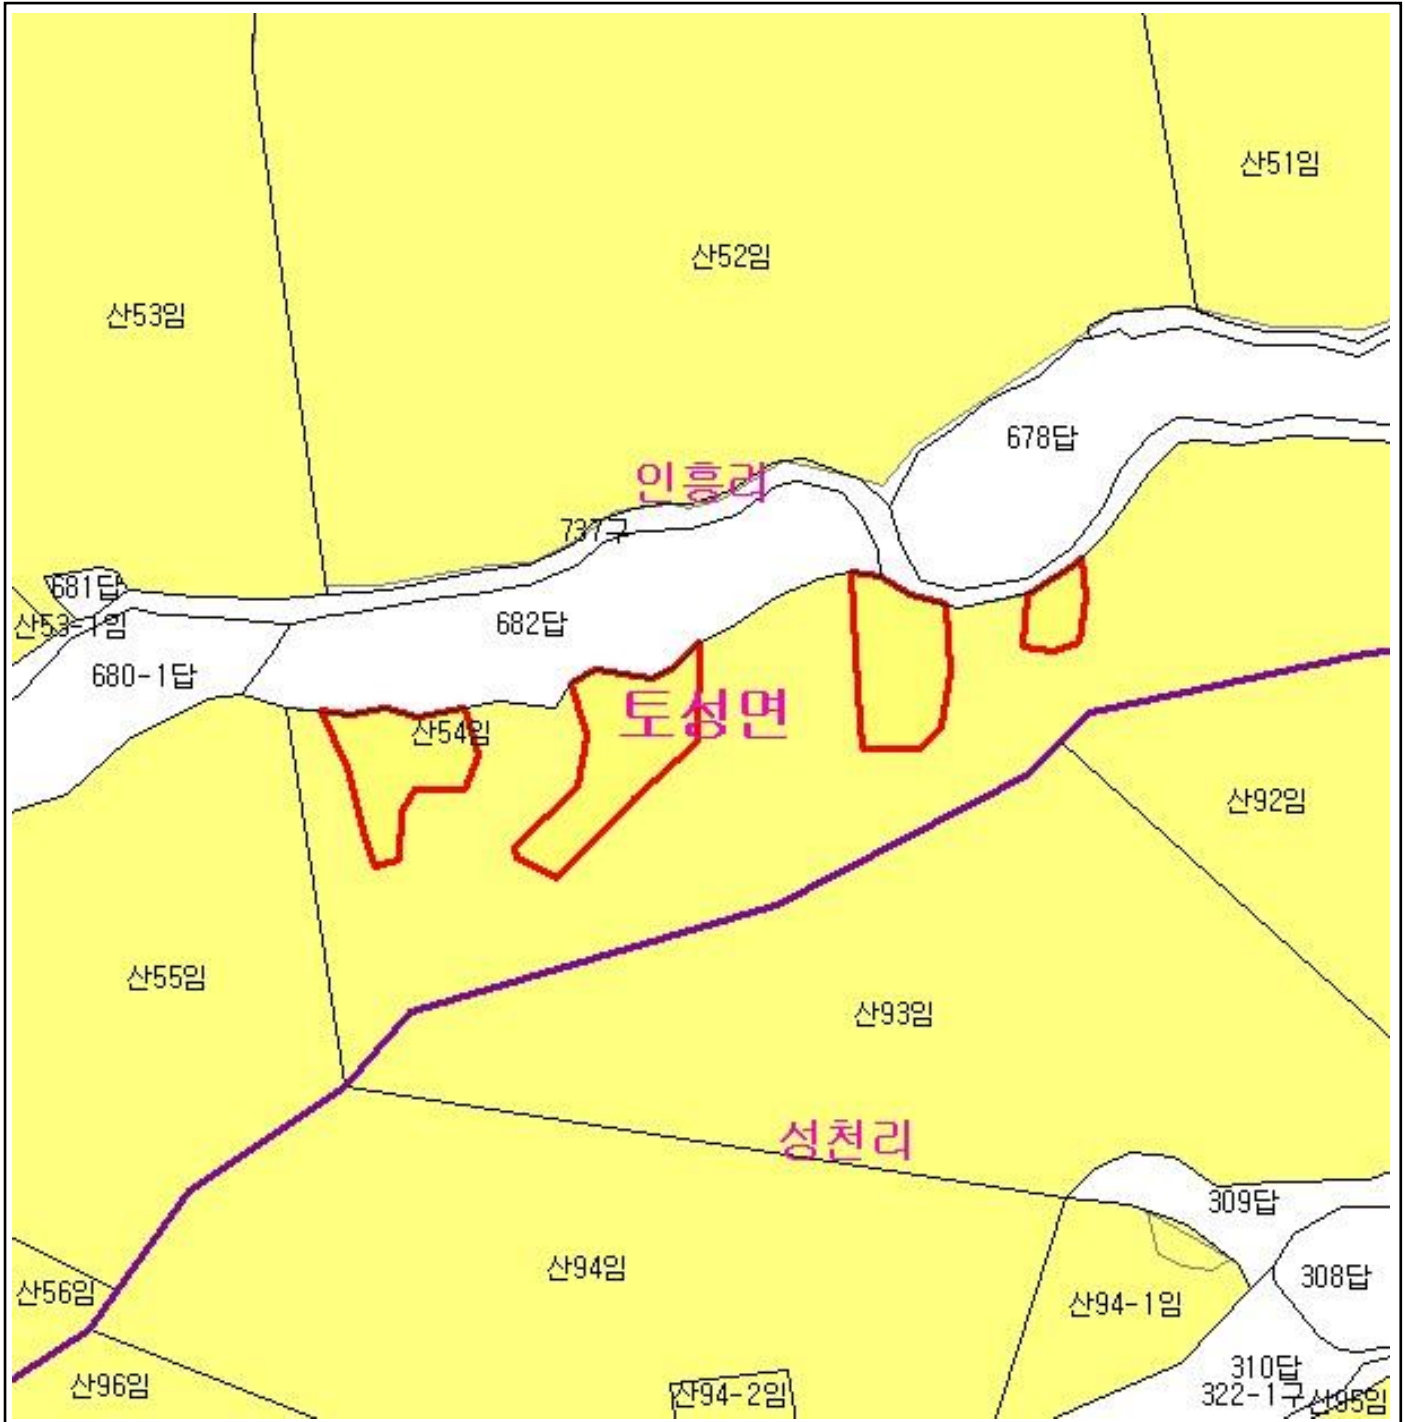 산51임
산52임
산53임
678답
인흥리
737구
681답
산53-1임
682답
680-1답
토성면
산54임
산92임
산55임
산93임
성천리
309답
산94임
308답
산56임
산94-1임
310답
산96임
산94-2임
322-1구
산95임